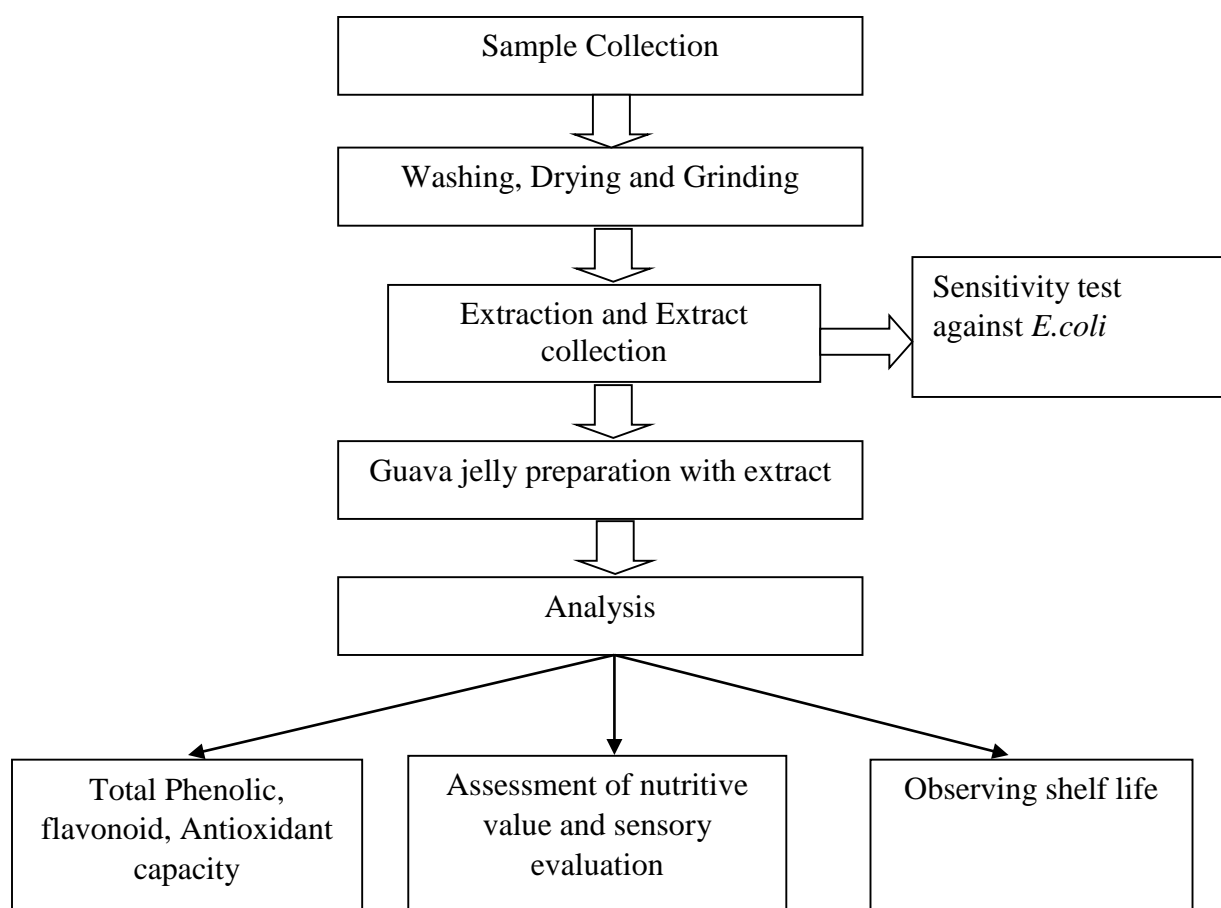 Sample Collection
Washing, Drying and Grinding
Extraction and Extract
collection
Sensitivity test
against E.coli
Guava jelly preparation with extract
Analysis
Total Phenolic,
flavonoid, Antioxidant
capacity
Assessment of nutritive
value and sensory
evaluation
Observing shelf life